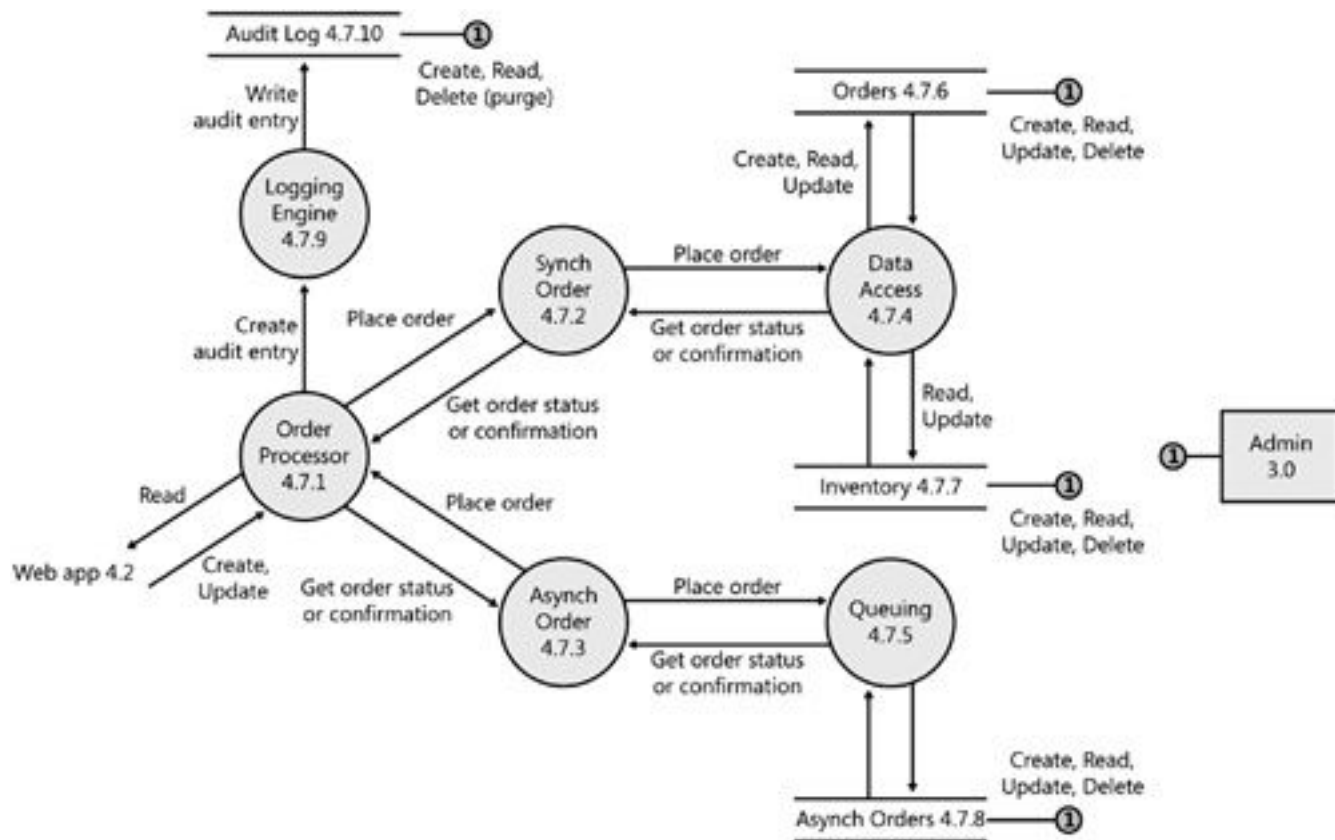 Audit Log 4.7.10
1
Create, Read,
Delete (purge)
Write
audit entry
Orders 4.7.6
1
Create, Read,
Update, Delete
Create, Read,
Update
Logging
Engine
4.7.9
Synch
Order
4.7.2
Place order
Data
Access
4.7.4
Get order status
or confirmation
Create
audit entry
Place order
Get order status
or confirmation
Read,
Update
Order
Processor
4.7.1
Admin
3.0
1
Inventory 4.7.7
1
Create, Read,
Update, Delete
Read
Place order
Web app 4.2
Create,
Update
Get order status
or confirmation
Asynch
Order
4.7.3
Place order
Queuing
4.7.5
Get order status
or confirmation
Create, Read,
Update, Delete
Asynch Orders 4.7.8
1